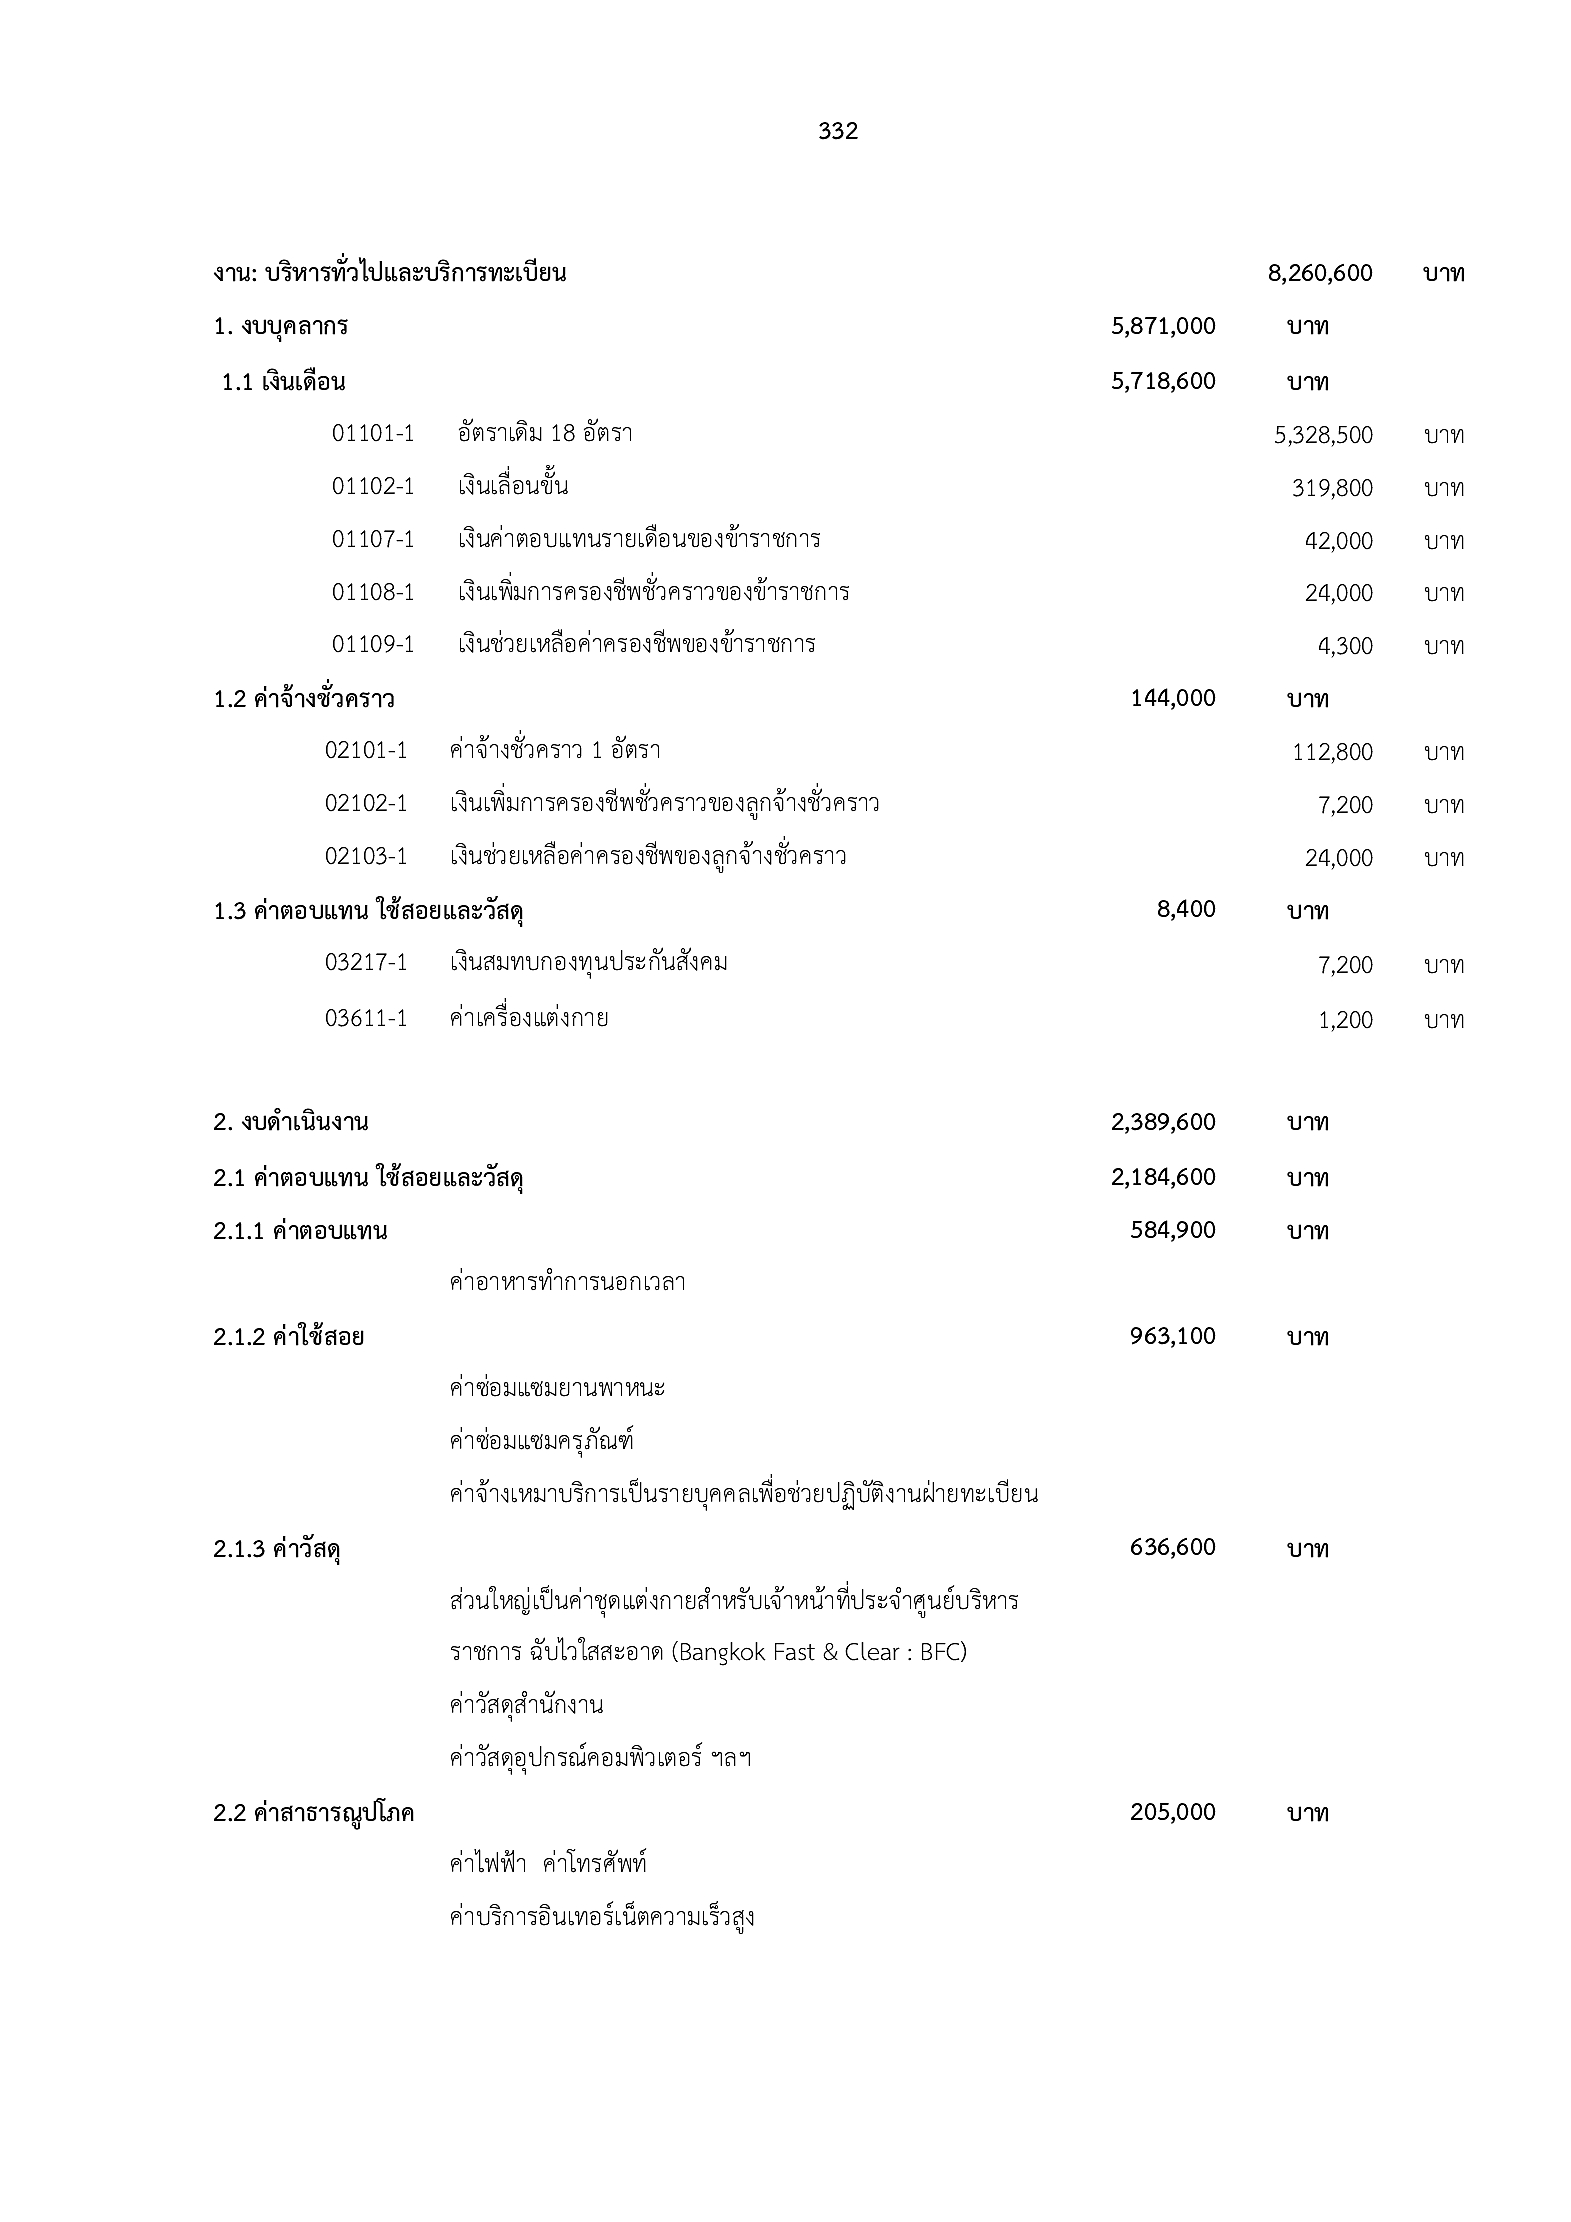 332
งาน: บริหารทั่วไปและบริการทะเบียน 8,260,600 บาท
1. งบบุคลากร 5,871,000 บาท
1.1 เงินเดือน 5,718,600 บาท
01101-1 อัตราเดิม 18 อัตรา 5,328,500 บาท
01102-1 เงินเลื่อนขั้น 319,800 บาท
01107-1 เงินค่าตอบแทนรายเดือนของข้าราชการ 42,000 บาท
01108-1 เงินเพิ่มการครองชีพชั่วคราวของข้าราชการ 24,000 บาท
01109-1 เงินช่วยเหลือค่าครองชีพของข้าราชการ 4,300 บาท
1.2 ค่าจ้างชั่วคราว 144,000 บาท
02101-1 ค่าจ้างชั่วคราว 1 อัตรา 112,800 บาท
02102-1 เงินเพิ่มการครองชีพชั่วคราวของลูกจ้างชั่วคราว 7,200 บาท
02103-1 เงินช่วยเหลือค่าครองชีพของลูกจ้างชั่วคราว 24,000 บาท
1.3 ค่าตอบแทน ใช้สอยและวัสดุ 8,400 บาท
03217-1 เงินสมทบกองทุนประกันสังคม 7,200 บาท
03611-1 ค่าเครื่องแต่งกาย 1,200 บาท
2. งบดำเนินงาน 2,389,600 บาท
2.1 ค่าตอบแทน ใช้สอยและวัสดุ 2,184,600 บาท
2.1.1 ค่าตอบแทน 584,900 บาท
ค่าอาหารทำการนอกเวลา
2.1.2 ค่าใช้สอย 963,100 บาท
ค่าซ่อมแซมยานพาหนะ
ค่าซ่อมแซมครุภัณฑ์
ค่าจ้างเหมาบริการเป็นรายบุคคลเพื่อช่วยปฏิบัติงานฝ่ายทะเบียน
2.1.3 ค่าวัสดุ 636,600 บาท
ส่วนใหญ่เป็นค่าชุดแต่งกายสำหรับเจ้าหน้าที่ประจำศูนย์บริหาร
ราชการ ฉับไวใสสะอาด (Bangkok Fast & Clear : BFC)
ค่าวัสดุสำนักงาน
ค่าวัสดุอุปกรณ์คอมพิวเตอร์ ฯลฯ
2.2 ค่าสาธารณูปโภค 205,000 บาท
ค่าไฟฟ้า ค่าโทรศัพท์
ค่าบริการอินเทอร์เน็ตความเร็วสูง